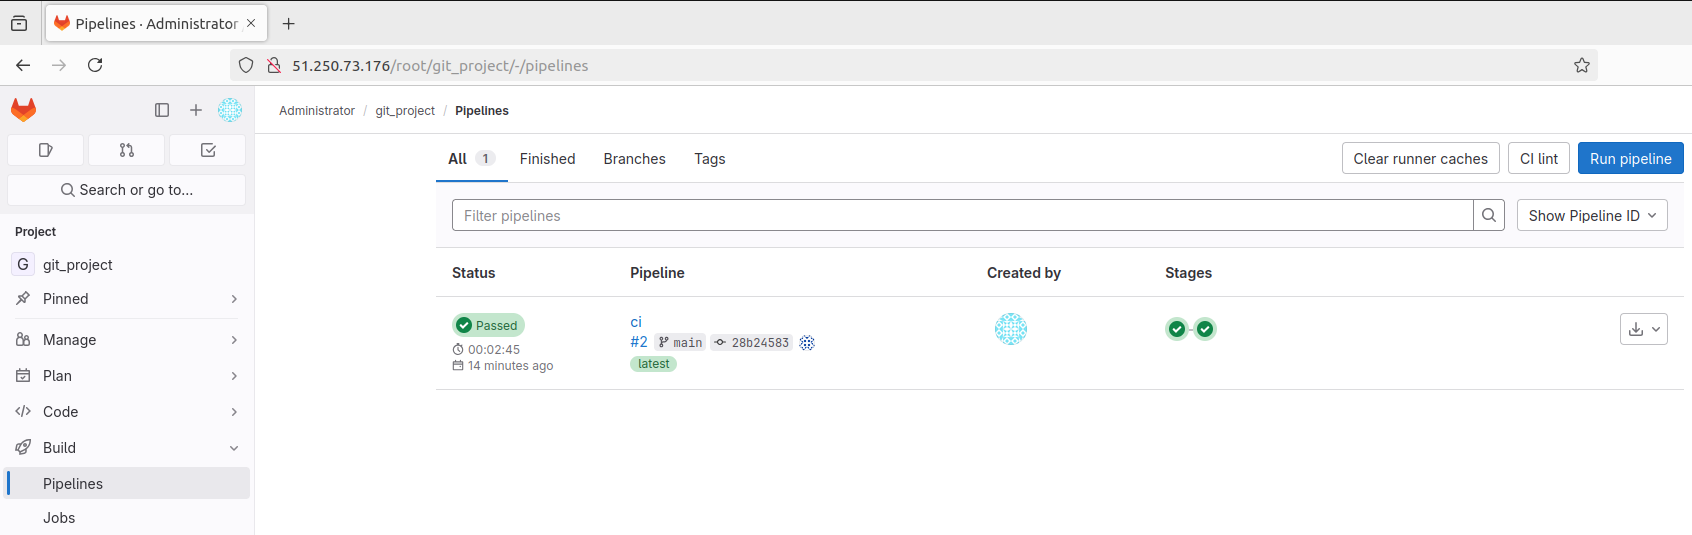 Pipelines · Administrator
51.250.73.176/root/git_project/-/pipelines
Administrator / git_project / Pipelines
Search or go to...
Project
G git_project
Pinned
Manage
Plan
Code
Build
Pipelines
Jobs
All 1 Finished Branches Tags
Clear runner caches CI lint Run pipeline
Filter pipelines
Show Pipeline ID
Status Pipeline Created by Stages
Passed
00:02:45
14 minutes ago
ci
#2 main 28b24583
latest